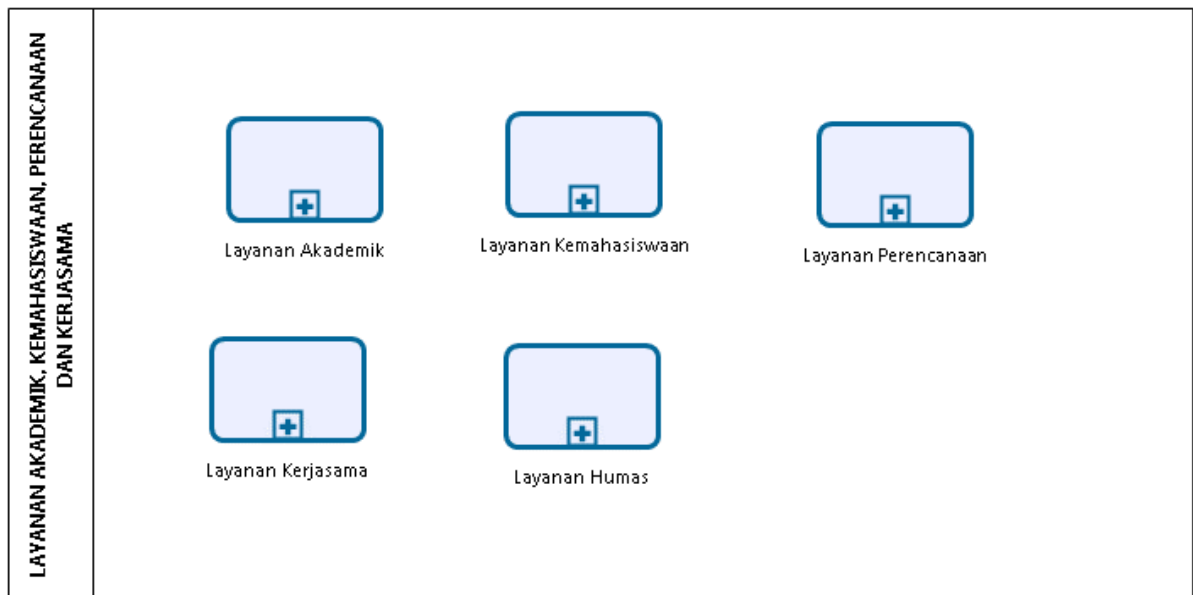 LAYANAN AKADEMIK, KEMAHASISWAAN, PERENCANAAN
DAN KERJASAMA
Layanan Akademik
Layanan Kemahasiswaan
Layanan Perencanaan
Layanan Kerjasama
Layanan Humas